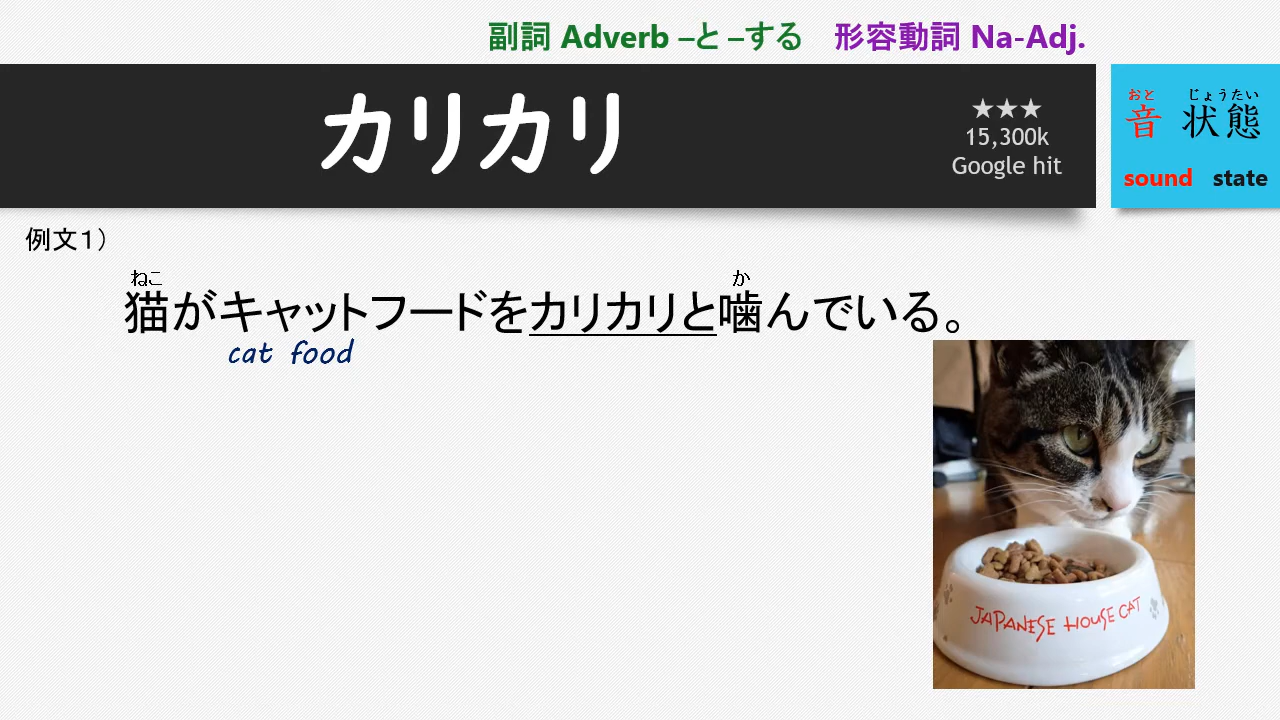 副詞 Adverb –と –する 形容動詞 Na-Adj.
カリカリ
★★★
15,300k
Google hit
おと じょうたい
音 状態
sound state
例文１）
ねこ か
猫がキャットフードをカリカリと噛んでいる。
cat food
JAPANESE HOUSE CAT